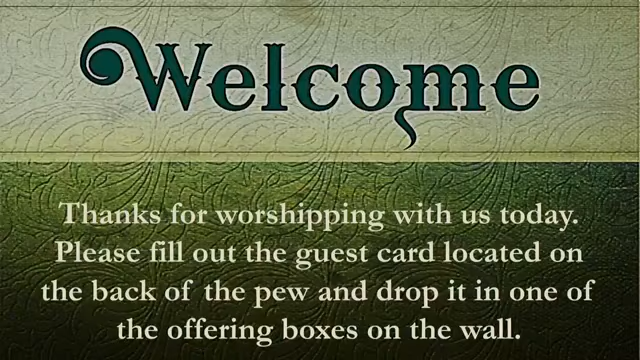 Welcome
Thanks for worshipping with us today.
Please fill out the guest card located on
the back of the pew and drop it in one of
the offering boxes on the wall.